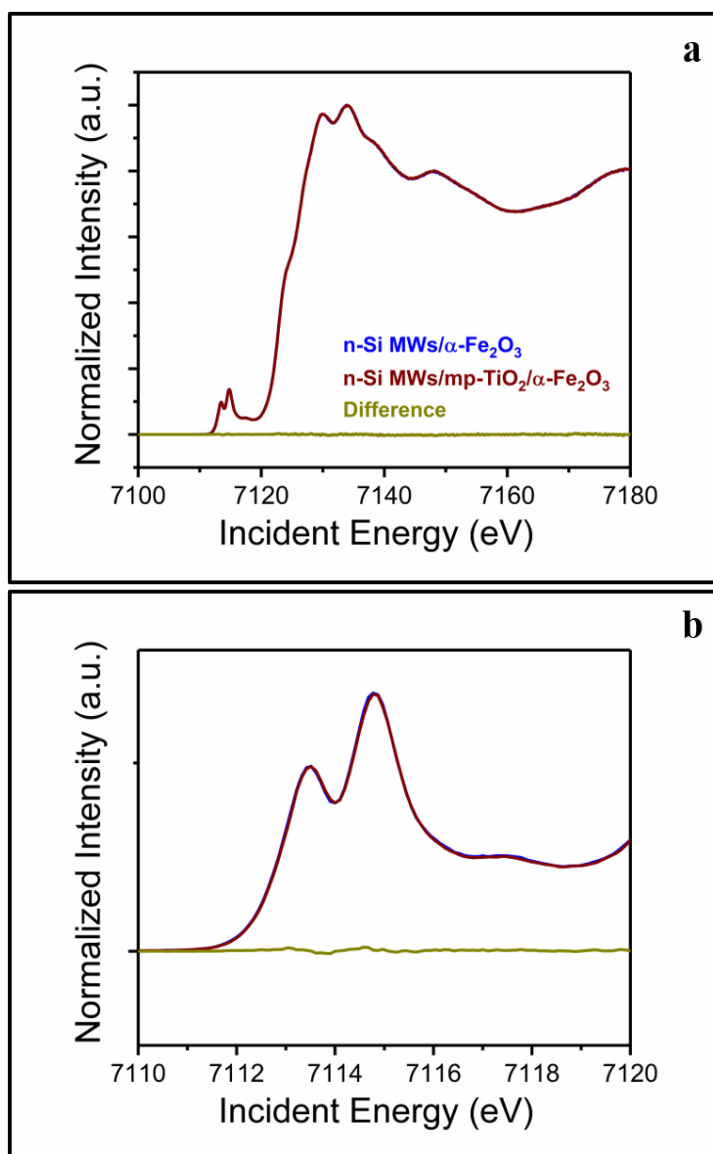 a
Normalized Intensity (a.u.)
n-Si MWs/α-Fe₂O₃
n-Si MWs/mp-TiO₂/α-Fe₂O₃
Difference
7100 7120 7140 7160 7180
Incident Energy (eV)
b
Normalized Intensity (a.u.)
7110 7112 7114 7116 7118 7120
Incident Energy (eV)